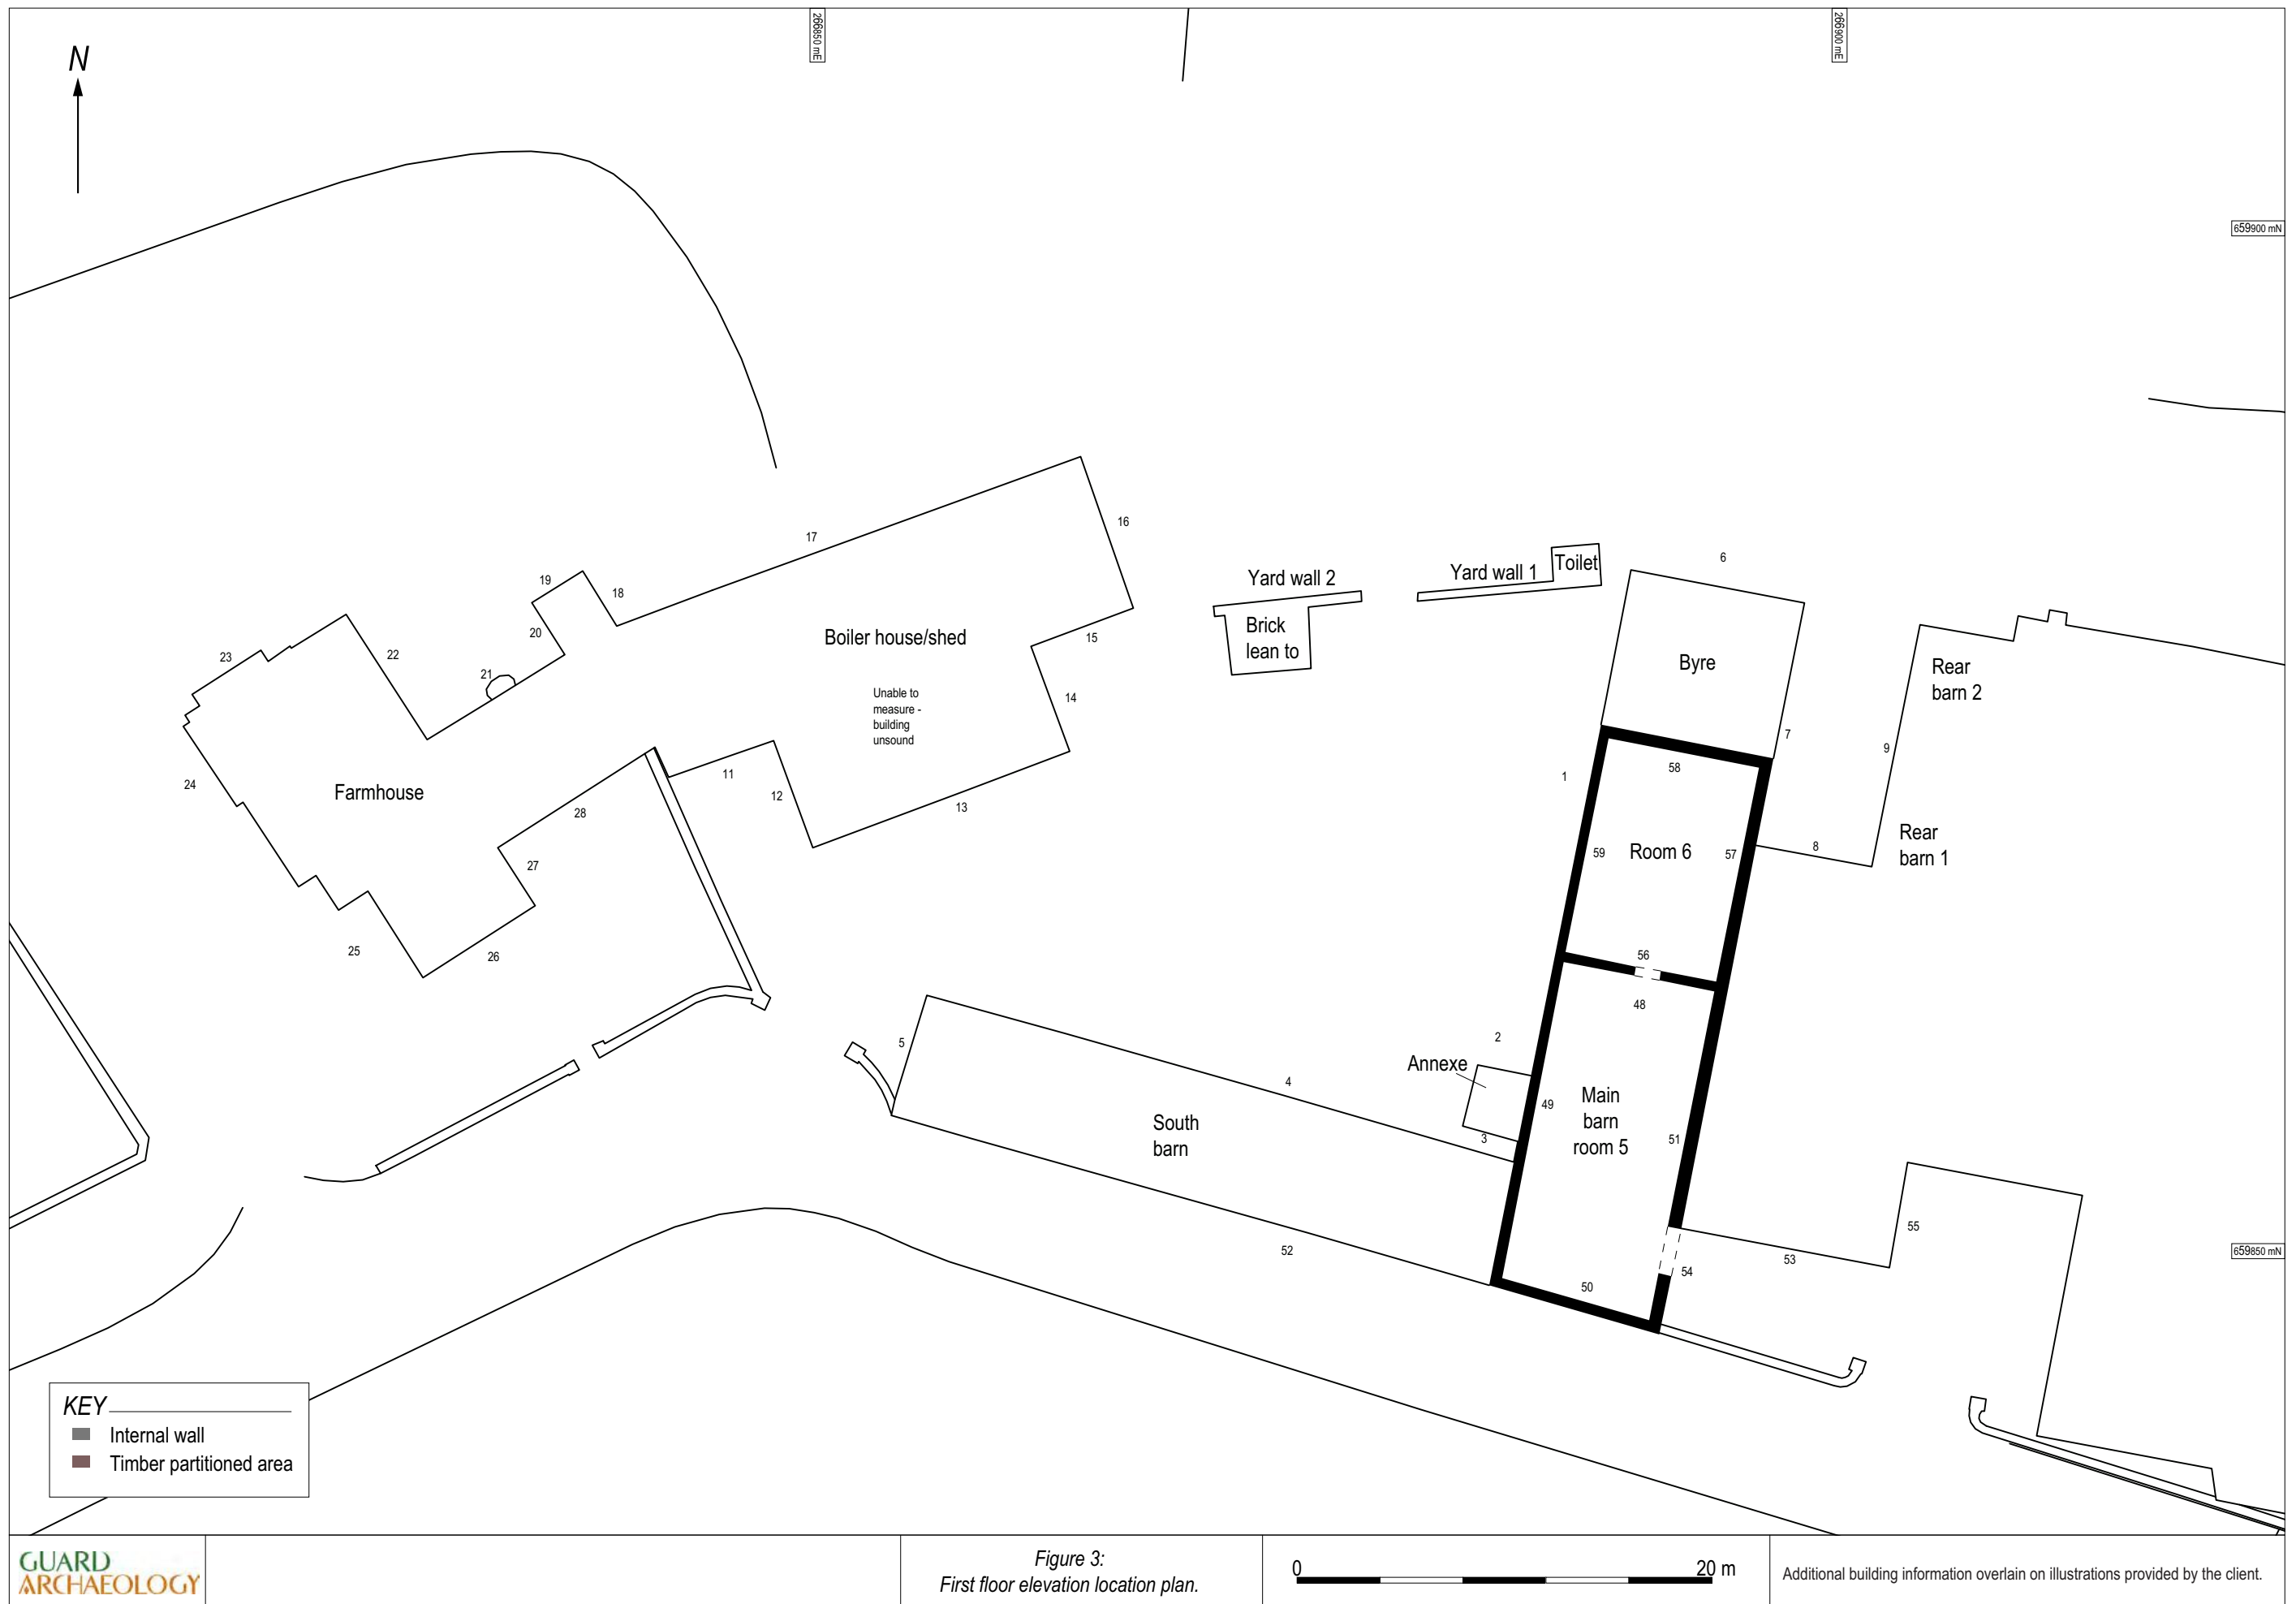 N
266850 mE
266900 mE
659900 mN
17
16
19
18
20
23
22
21
Boiler house/shed
15
Unable to
measure -
building
unsound
14
24
Farmhouse
11
12
13
28
27
25
26
Yard wall 2
Brick
lean to
Yard wall 1
Toilet
6
Byre
7
Rear
barn 2
9
1
58
Rear
barn 1
8
59
Room 6
57
56
48
5
2
Annexe
4
3
49
Main
barn
room 5
51
South
barn
52
50
54
53
55
659850 mN
KEY
Internal wall
Timber partitioned area
GUARD
ARCHAEOLOGY
Figure 3:
First floor elevation location plan.
0
20 m
Additional building information overlain on illustrations provided by the client.